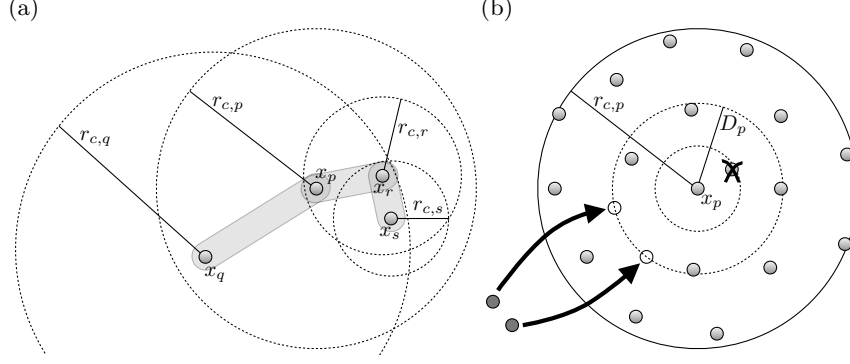 (a)
(b)
r_{c,q}
r_{c,p}
r_{c,r}
r_{c,s}
x_p
x_r
x_s
x_q
r_{c,p}
D_p
x_p